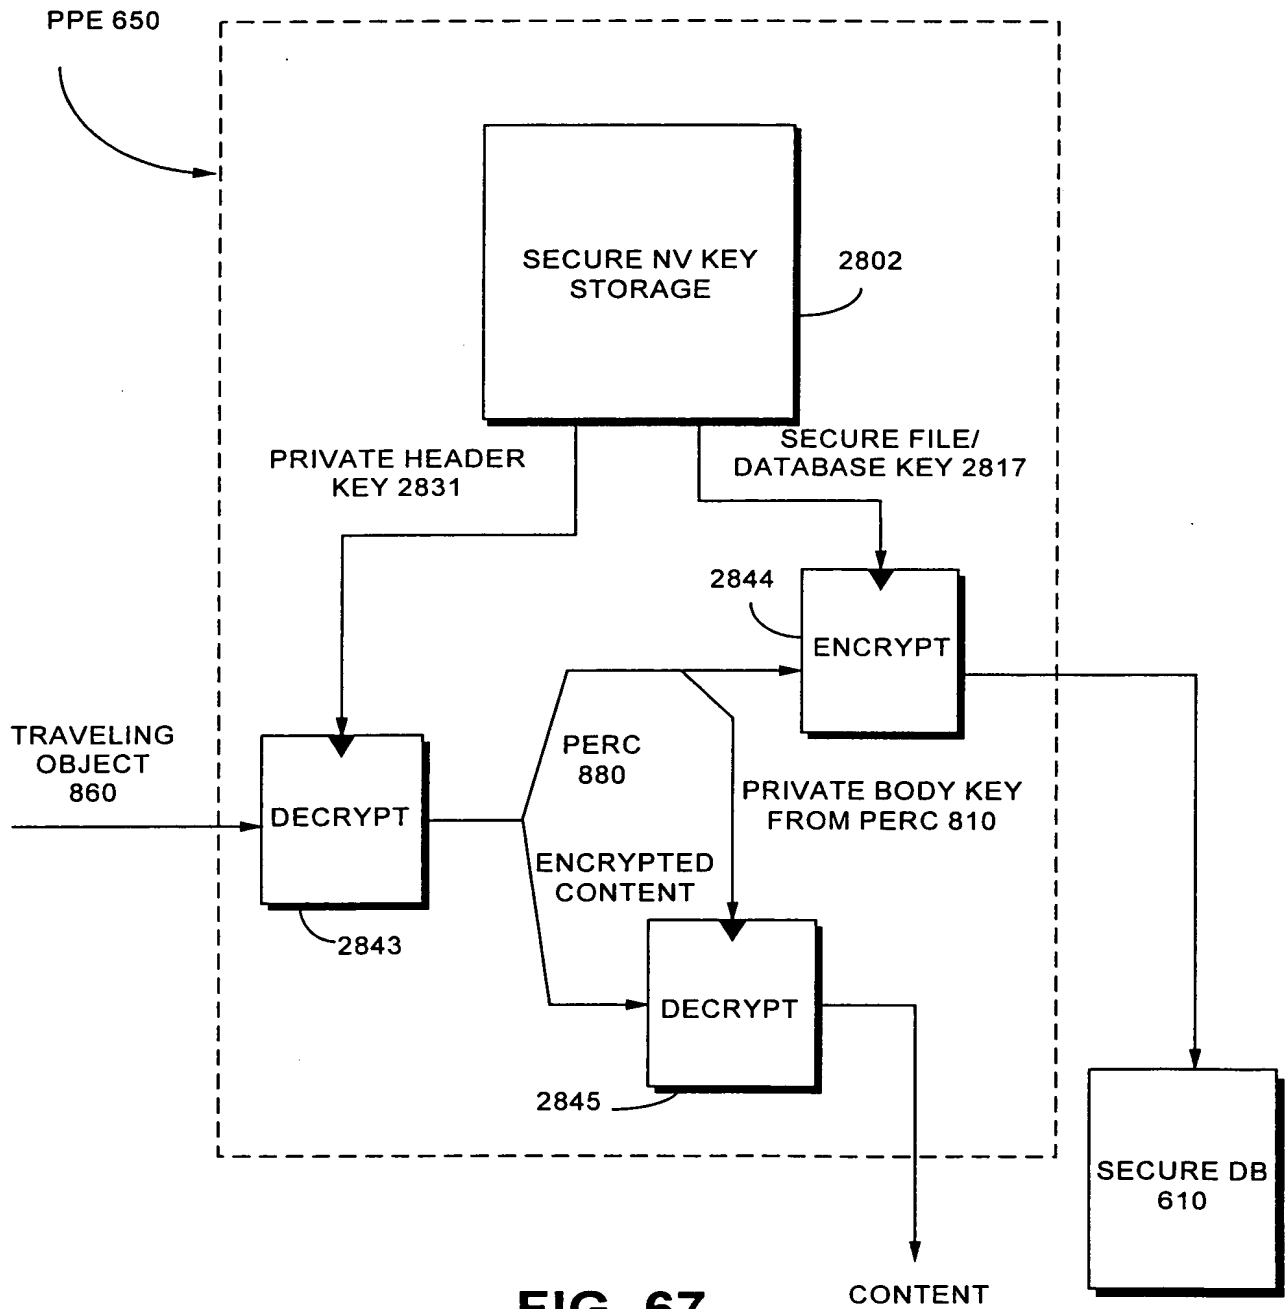 PPE 650
SECURE NV KEY
STORAGE
2802
PRIVATE HEADER
KEY 2831
SECURE FILE/
DATABASE KEY 2817
2844
ENCRYPT
TRAVELING
OBJECT
860
DECRYPT
PERC
880
PRIVATE BODY KEY
FROM PERC 810
ENCRYPTED
CONTENT
2843
DECRYPT
2845
SECURE DB
610
CONTENT
FIG. 67